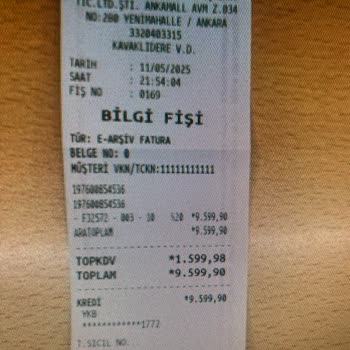 TIC.LTD.ŞTI. ANKAMALL AVM Z.034
NO:280 YENİMAHALLE / ANKARA
3320403315
KAVAKLIDERE V.D.
TARİH : 11/05/2025
SAAT : 21:54:04
FİŞ NO : 0169
BİLGİ FİŞİ
TÜR: E-ARŞİV FATURA
BELGE NO: 0
MÜŞTERİ VKN/TCKN:11111111111
197600854536
197600854536
- F32572 - 003 - 10 %20 *9.599,90
ARATOPLAM *9.599,90
TOPKDV *1.599,98
TOPLAM *9.599,90
KREDİ *9.599,90
YKB
************1772
T.SICIL NO.